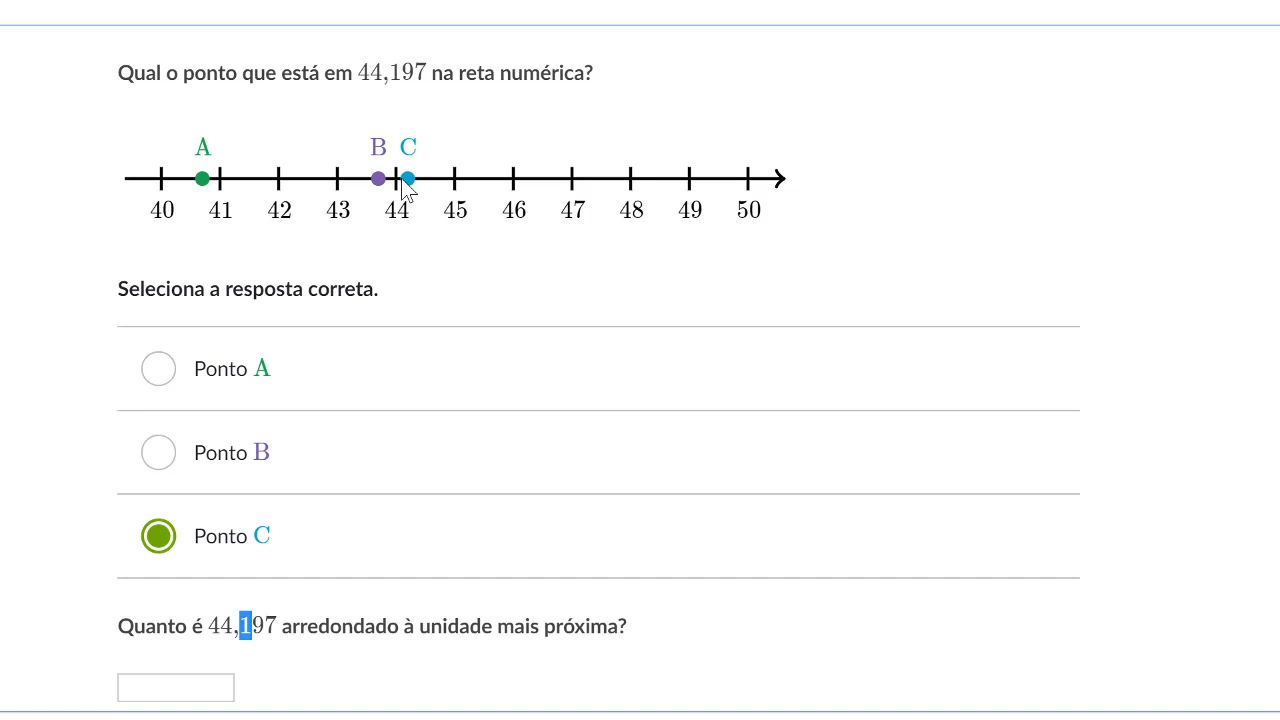 Qual o ponto que está em 44,197 na reta numérica?
A B C
40 41 42 43 44 45 46 47 48 49 50
Seleciona a resposta correta.
Ponto A
Ponto B
Ponto C
Quanto é 44,197 arredondado à unidade mais próxima?